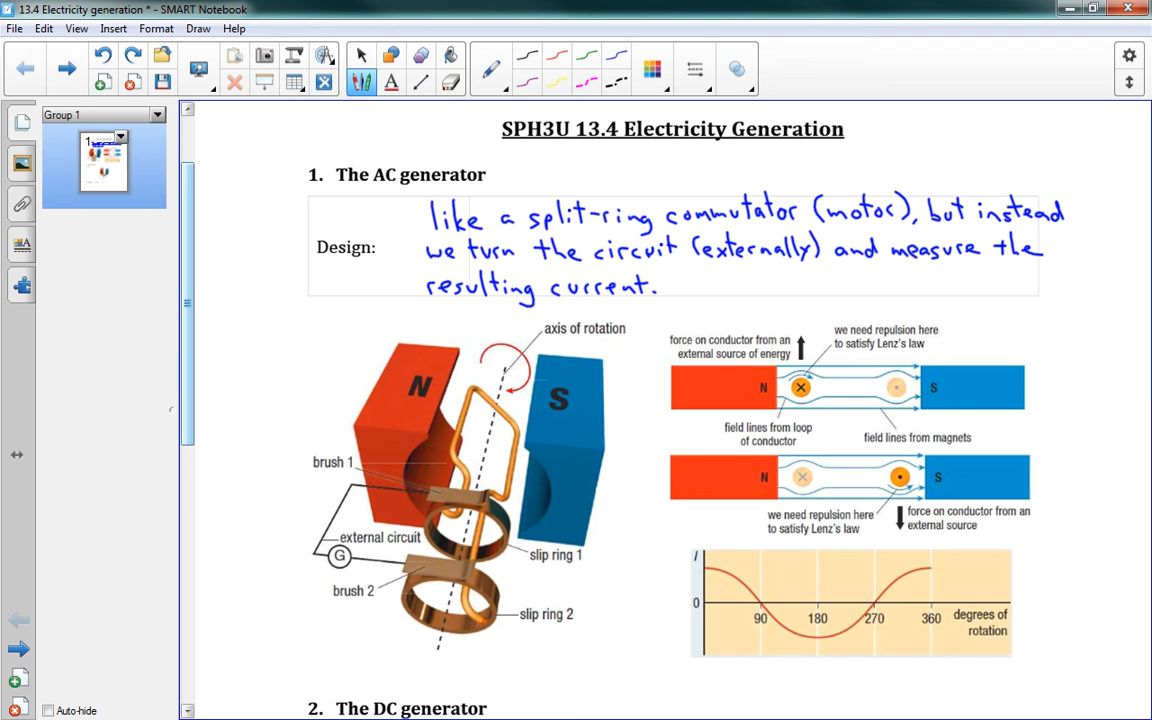 13.4 Electricity generation * - SMART Notebook
File Edit View Insert Format Draw Help
Group 1
1
SPH3U 13.4 Electricity Generation
1. The AC generator
Design:
like a split-ring commutator (motor), but instead
we turn the circuit (externally) and measure the
resulting current.
axis of rotation
N
S
brush 1
external circuit
G
brush 2
slip ring 1
slip ring 2
force on conductor from an
external source of energy
we need repulsion here
to satisfy Lenz's law
N
S
field lines from loop
of conductor
field lines from magnets
N
S
we need repulsion here
to satisfy Lenz's law
force on conductor from an
external source
I
0
90
180
270
360
degrees of
rotation
2. The DC generator
Auto-hide